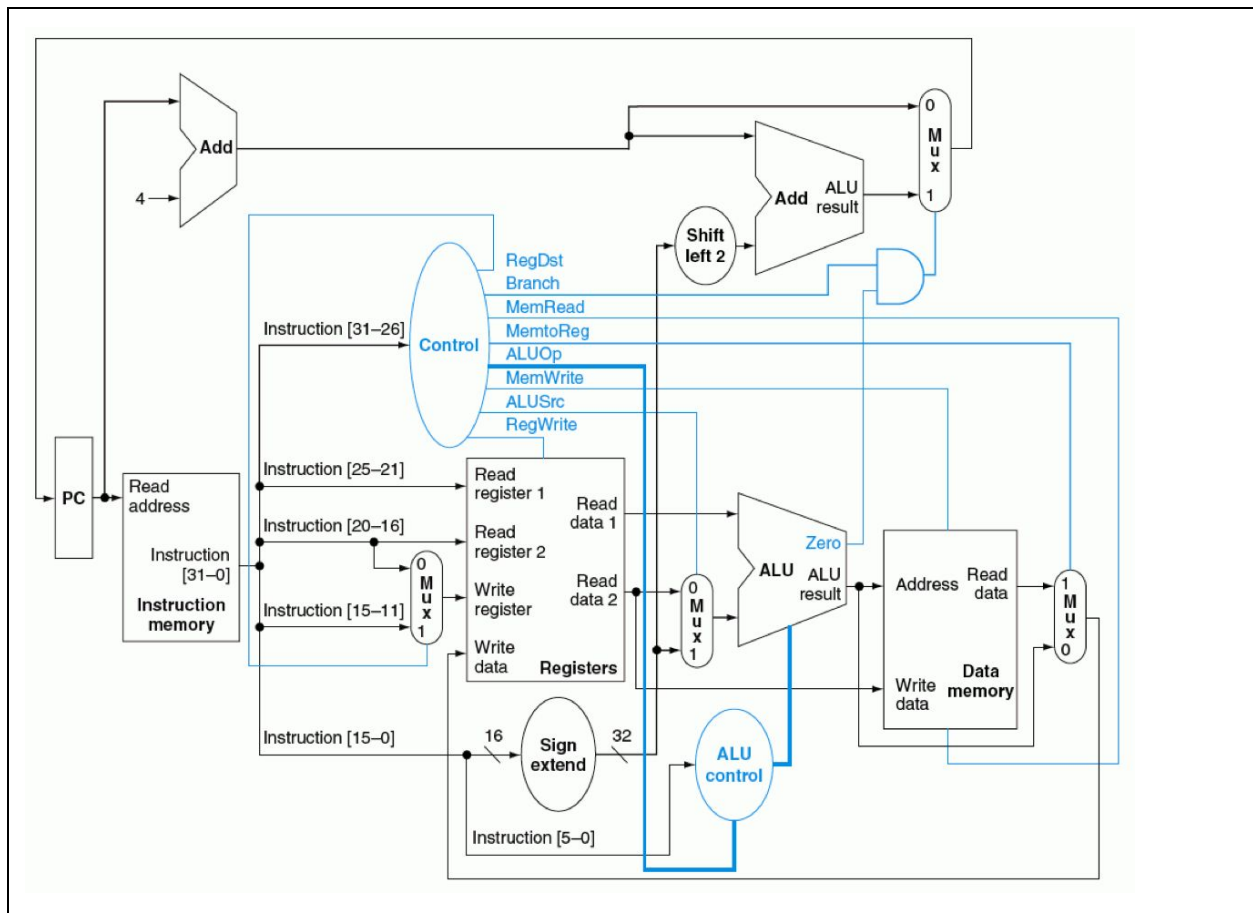 0
M
u
x
1
Add
Add
ALU
result
4
Shift
left 2
RegDst
Branch
MemRead
MemtoReg
ALUOp
MemWrite
ALUSrc
RegWrite
Control
Instruction [31–26]
Instruction [25–21]
Instruction [20–16]
Instruction [15–11]
Instruction [15–0]
Instruction [5–0]
PC
Read
address
Instruction
[31–0]
Instruction
memory
0
M
u
x
1
Read
register 1
Read
register 2
Write
register
Write
data
Read
data 1
Read
data 2
Registers
0
M
u
x
1
Zero
ALU
ALU
result
Address
Read
data
Write
data
Data
memory
1
M
u
x
0
16
Sign
extend
32
ALU
control